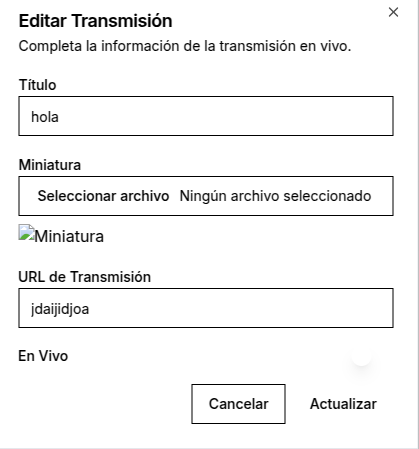 Editar Transmisión
Completa la información de la transmisión en vivo.
Título
hola
Miniatura
Seleccionar archivo Ningún archivo seleccionado
Miniatura
URL de Transmisión
jdaijidjoa
En Vivo
Cancelar Actualizar